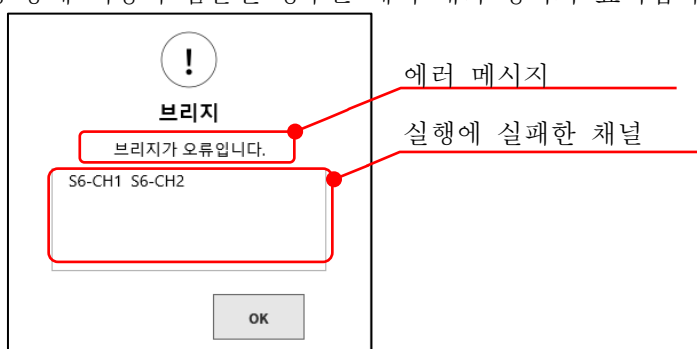 !
브리지
브리지가 오류입니다.
S6-CH1 S6-CH2
OK
에러 메시지
실행에 실패한 채널